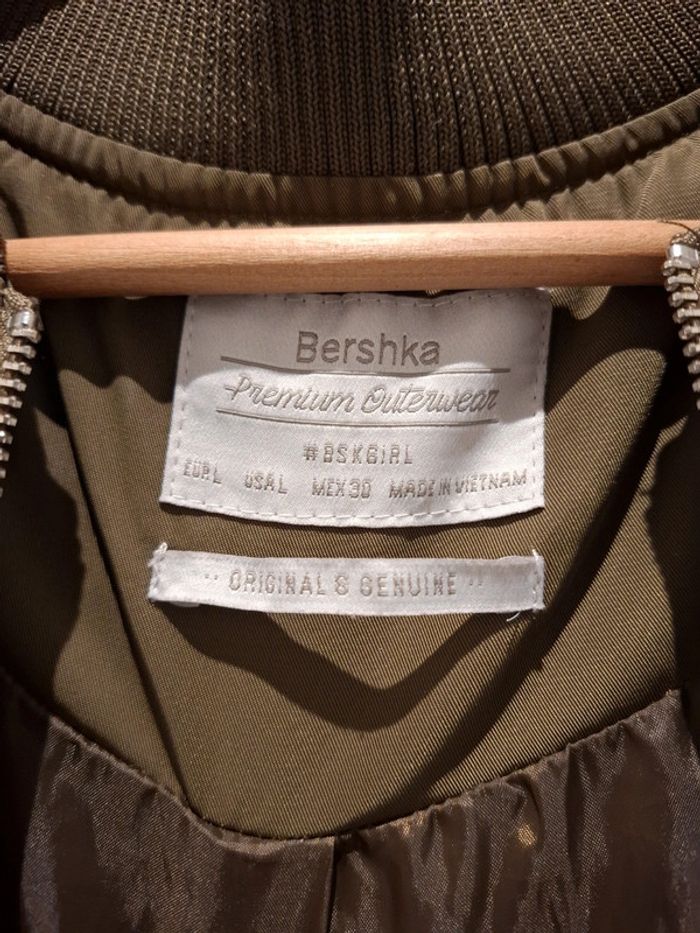 Bershka
Premium Outerwear
#BSKGIRL
EUR L USA L MEX 30 MADE IN VIETNAM
·· ORIGINAL & GENUINE ··